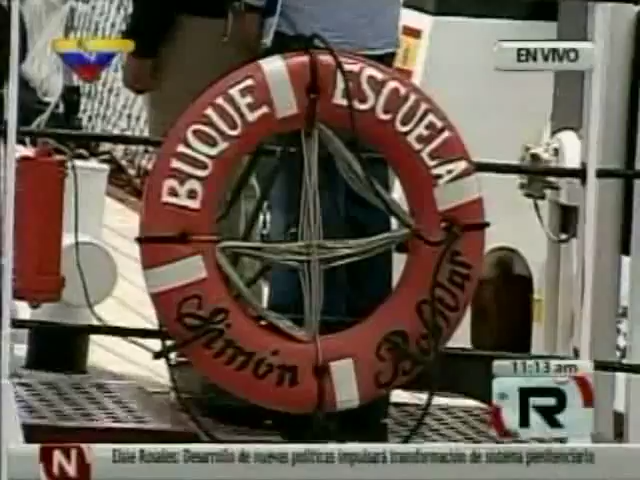 EN VIVO
BUQUE ESCUELA
Simón Bolívar
11:13 am
R
N Elsie Rosales: Desarrollo de nuevas políticas impulsará transformación de sistema penitenciario